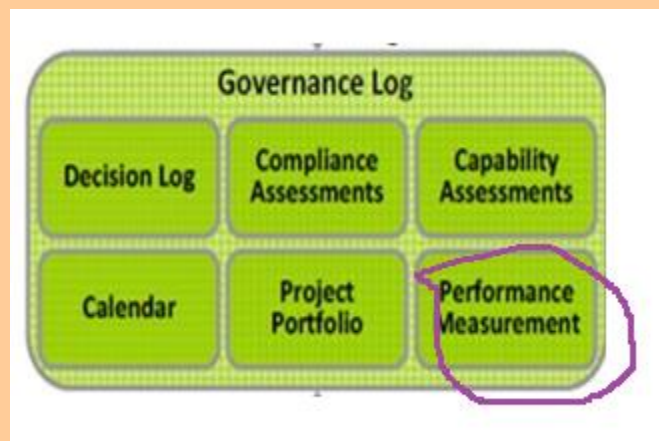 Governance Log
Decision Log
Compliance
Assessments
Capability
Assessments
Calendar
Project
Portfolio
Performance
Measurement